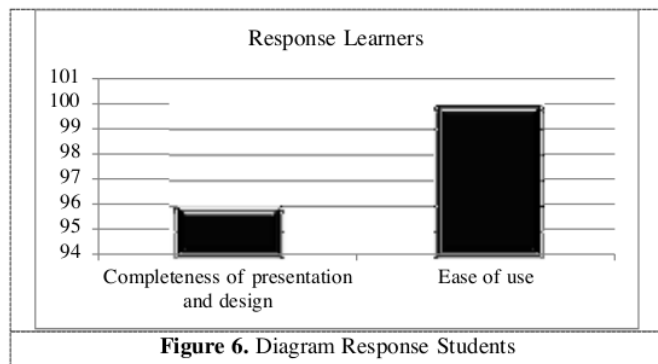 Response Learners
101
100
99
98
97
96
95
94
Completeness of presentation
and design
Ease of use
Figure 6. Diagram Response Students